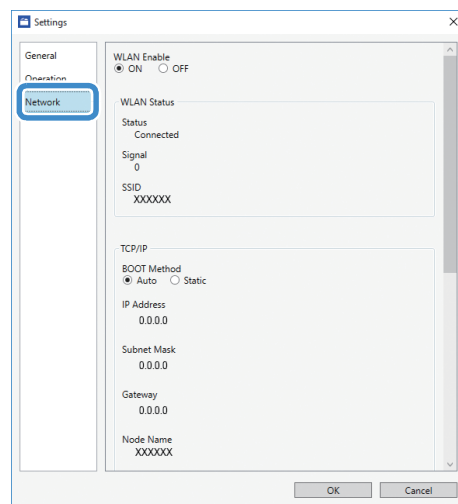 Settings
General
Operation
Network
WLAN Enable
ON OFF
WLAN Status
Status
Connected
Signal
0
SSID
XXXXXX
TCP/IP
BOOT Method
Auto Static
IP Address
0.0.0.0
Subnet Mask
0.0.0.0
Gateway
0.0.0.0
Node Name
XXXXXX
OK Cancel